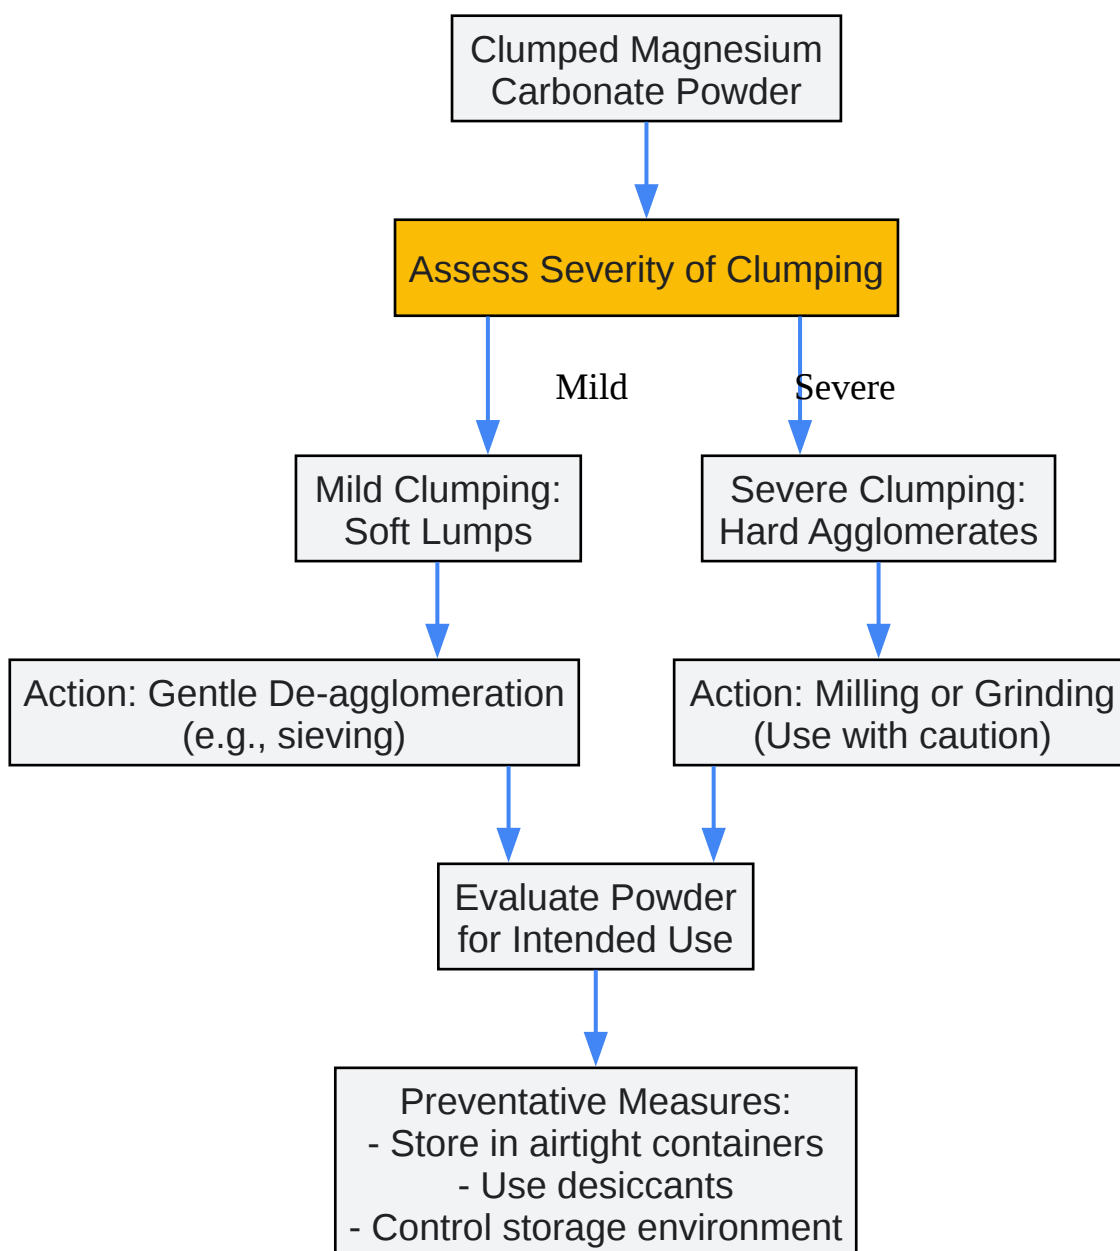 Clumped Magnesium
Carbonate Powder
Assess Severity of Clumping
Mild
Severe
Mild Clumping:
Soft Lumps
Severe Clumping:
Hard Agglomerates
Action: Gentle De-agglomeration
(e.g., sieving)
Action: Milling or Grinding
(Use with caution)
Evaluate Powder
for Intended Use
Preventative Measures:
- Store in airtight containers
- Use desiccants
- Control storage environment